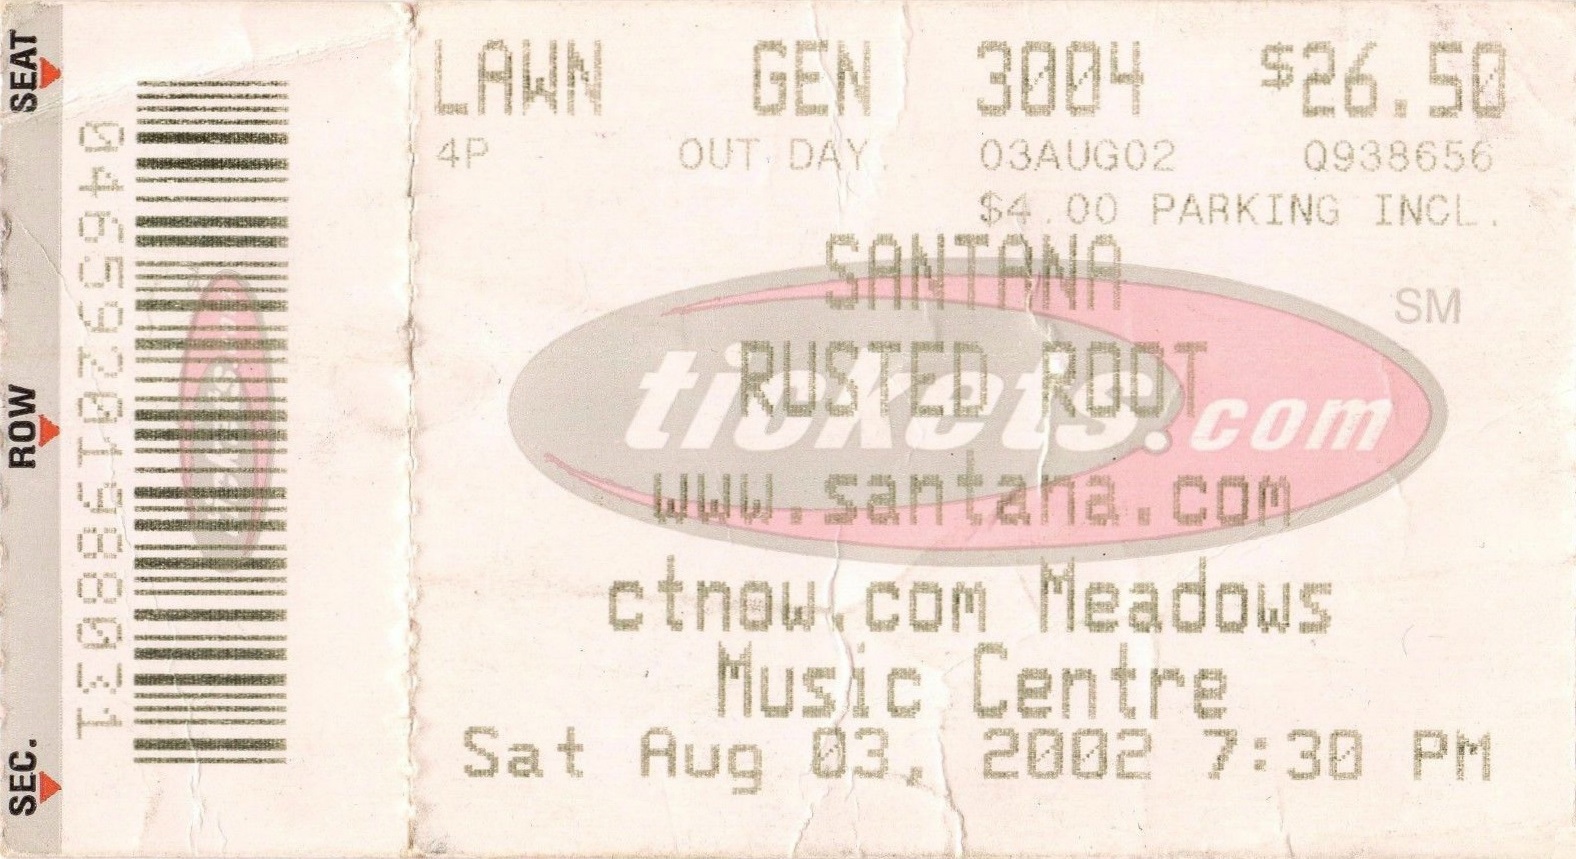 SEAT
ROW
SEC.
LAWN GEN 3004 $26.50
4P OUT DAY. 03AUG02 Q938656
$4.00 PARKING INCL.
SANTANA
SM
tickets.com
RUSTED ROOT
www.santana.com
ctnow.com Meadows
Music Centre
Sat Aug 03, 2002 7:30 PM